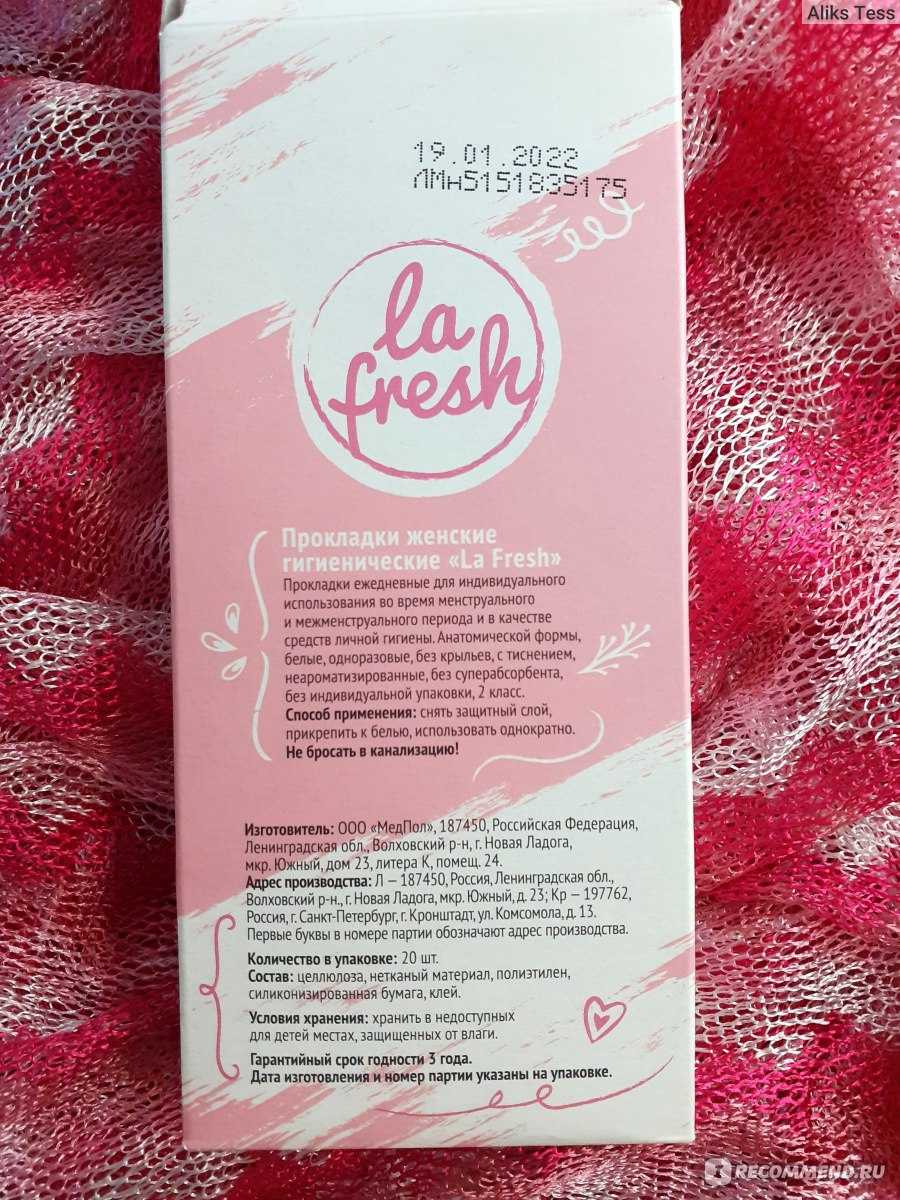 Aliks Tess
19.01.2022
ЛМн5151835175
la
fresh
Прокладки женские
гигиенические «La Fresh»
Прокладки ежедневные для индивидуального
использования во время менструального
и межменструального периода и в качестве
средств личной гигиены. Анатомической формы,
белые, одноразовые, без крыльев, с тиснением,
неароматизированные, без суперабсорбента,
без индивидуальной упаковки, 2 класс.
Способ применения: снять защитный слой,
прикрепить к белью, использовать однократно.
Не бросать в канализацию!
Изготовитель: ООО «МедПол», 187450, Российская Федерация,
Ленинградская обл., Волховский р-н, г. Новая Ладога,
мкр. Южный, дом 23, литера К, помещ. 24.
Адрес производства: Л — 187450, Россия, Ленинградская обл.,
Волховский р-н., г. Новая Ладога, мкр. Южный, д. 23; Кр — 197762,
Россия, г. Санкт-Петербург, г. Кронштадт, ул. Комсомола, д. 13.
Первые буквы в номере партии обозначают адрес производства.
Количество в упаковке: 20 шт.
Состав: целлюлоза, нетканый материал, полиэтилен,
силиконизированная бумага, клей.
Условия хранения: хранить в недоступных
для детей местах, защищенных от влаги.
Гарантийный срок годности 3 года.
Дата изготовления и номер партии указаны на упаковке.
RECOMMEND.RU